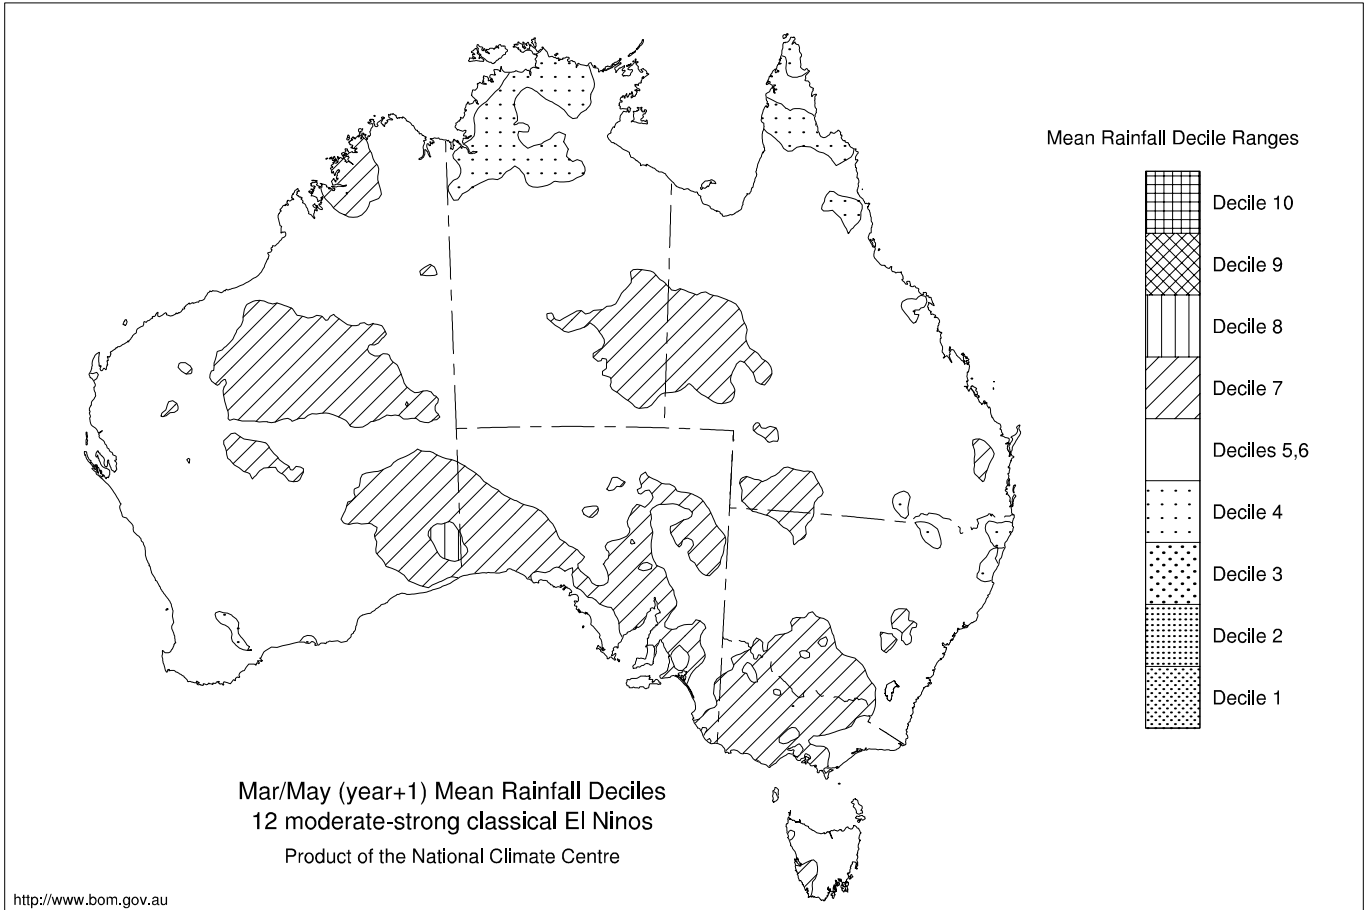 Mean Rainfall Decile Ranges
Decile 10
Decile 9
Decile 8
Decile 7
Deciles 5,6
Decile 4
Decile 3
Decile 2
Decile 1
Mar/May (year+1) Mean Rainfall Deciles
12 moderate-strong classical El Ninos
Product of the National Climate Centre
http://www.bom.gov.au